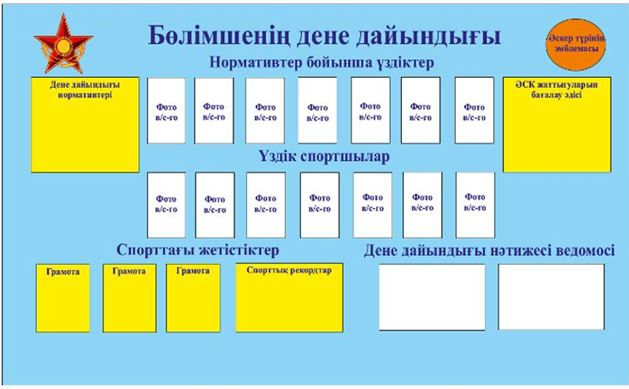 Бөлімшенің дене дайындығы
Әскер түрінің
эмблемасы
Нормативтер бойынша үздіктер
Дене дайындығы
нормативтері
Фото
в/с-го
Фото
в/с-го
Фото
в/с-го
Фото
в/с-го
Фото
в/с-го
Фото
в/с-го
Фото
в/с-го
ӘСК жаттығуларын
бағалау әдісі
Үздік спортшылар
Фото
в/с-го
Фото
в/с-го
Фото
в/с-го
Фото
в/с-го
Фото
в/с-го
Фото
в/с-го
Фото
в/с-го
Спорттағы жетістіктер
Дене дайындығы нәтижесі ведомосі
Грамота
Грамота
Грамота
Спорттық рекордтар